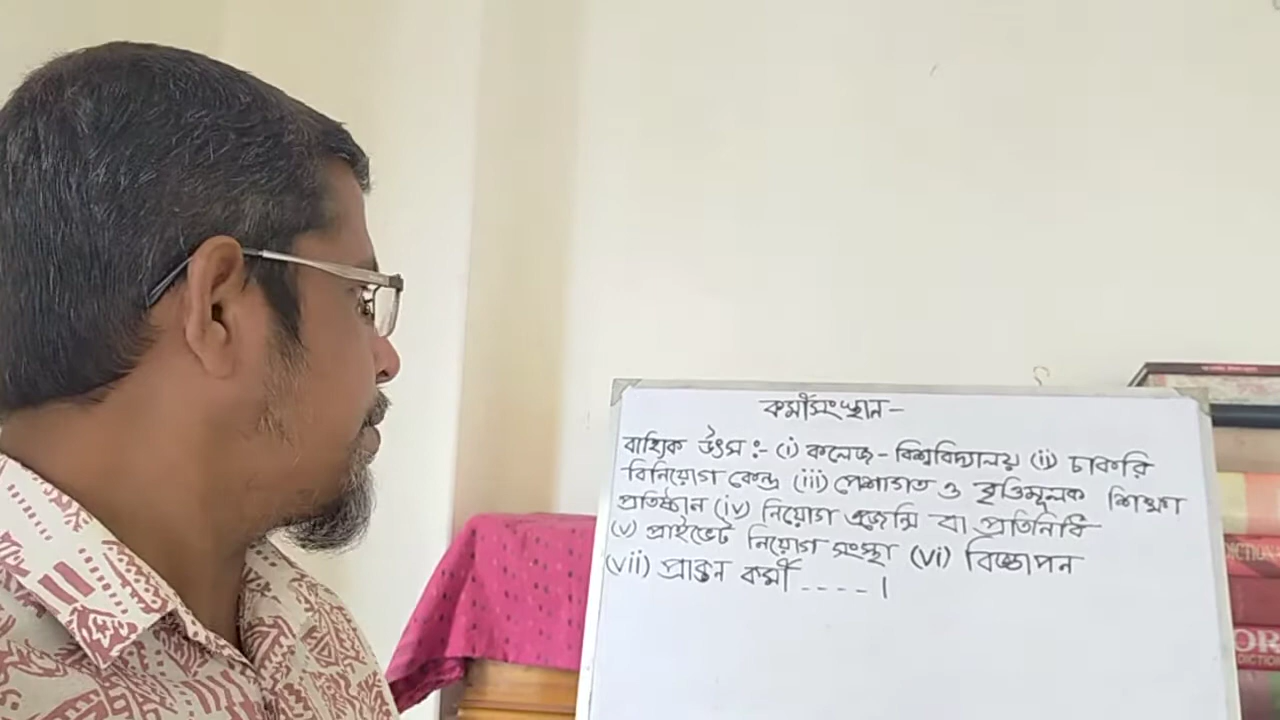 কর্মীসংস্থান -
বাহ্যিক উৎস :- (i) কলেজ - বিশ্ববিদ্যালয় (ii) চাকরি
বিনিয়োগ কেন্দ্র (iii) পেশাগত ও বৃত্তিমূলক শিক্ষা
প্রতিষ্ঠান (iv) নিয়োগ এজেন্সি বা প্রতিনিধি
(v) প্রাইভেট নিয়োগ সংস্থা (vi) বিজ্ঞাপন
(vii) প্রাক্তন কর্মী ----।